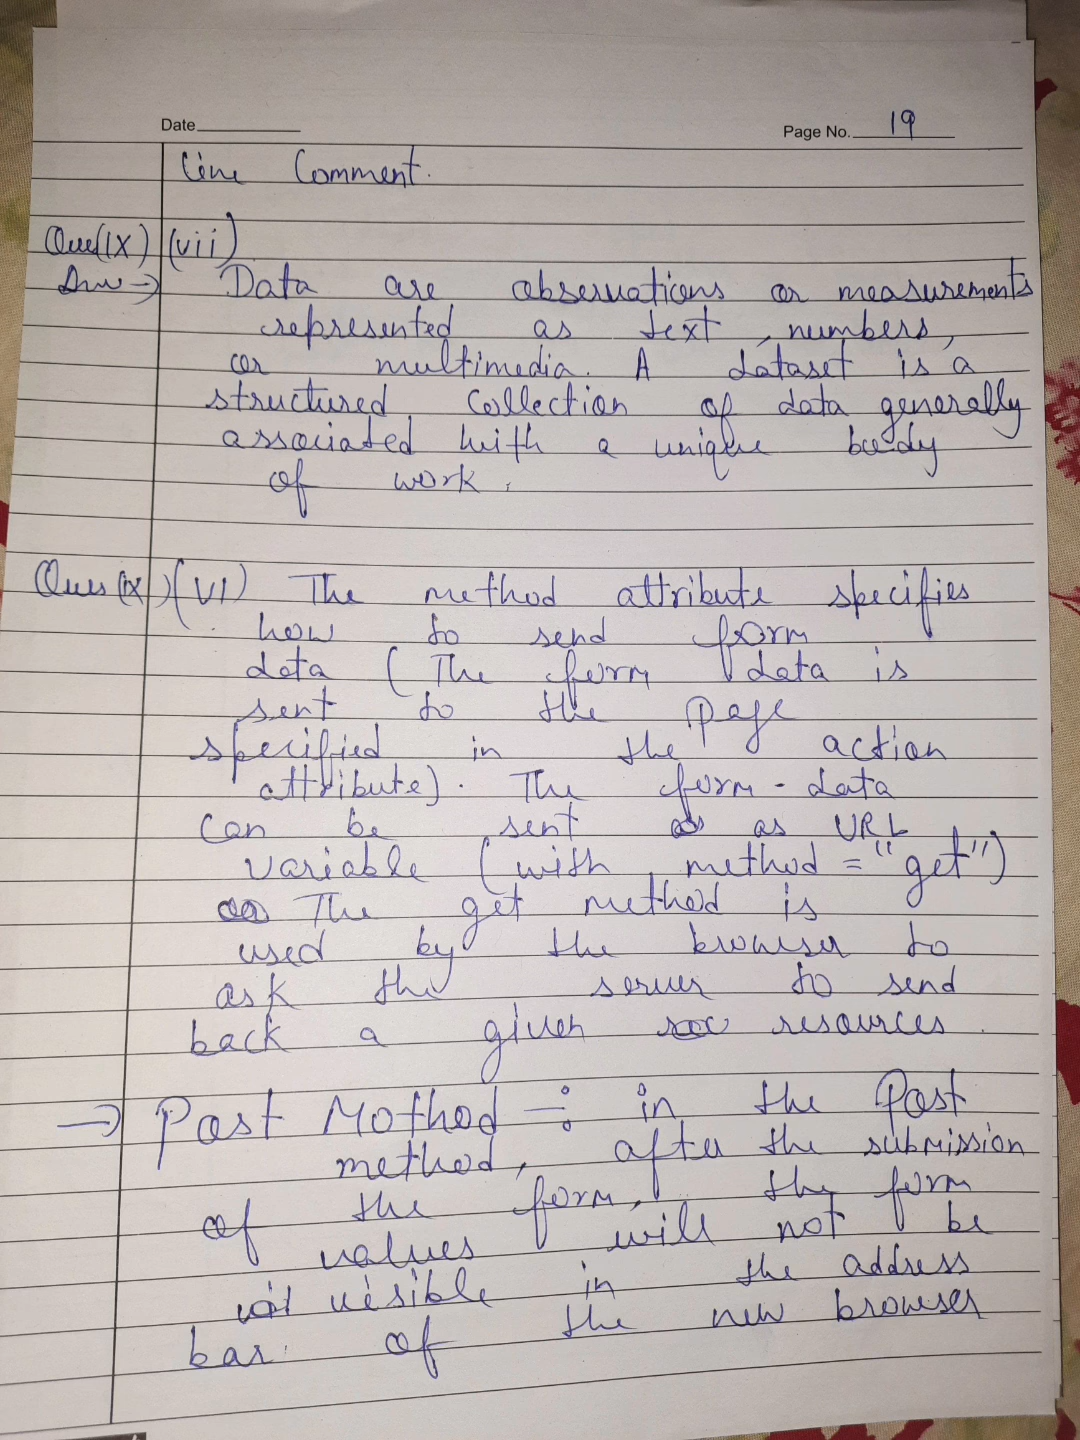 Date
Page No. 19
Line Comment.
Que(IX) (vii)
Ans → Data are observations or measurements
represented as text, numbers,
or multimedia. A dataset is a
structured collection of data generally
associated with a unique body
of work.
Ques (IX) (VI) The method attribute specifies
how to send form
data (The form data is
sent to the page
specified in the action
attribute). The form-data
can be sent as as URL
variable (with method = "get")
The get method is
used by the browser to
ask the server to send
back a given resources.
→ Post Mothod :- in the Post
method, after the submission
of the form, the form
values will not be
visible in the address
bar of the new browser